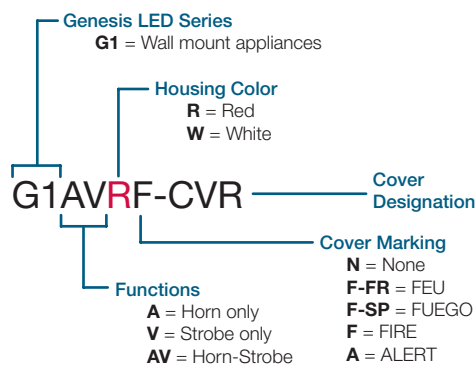 Genesis LED Series
G1 = Wall mount appliances
Housing Color
R = Red
W = White
G1AVRF-CVR
Cover
Designation
Cover Marking
N = None
F-FR = FEU
F-SP = FUEGO
F = FIRE
A = ALERT
Functions
A = Horn only
V = Strobe only
AV = Horn-Strobe